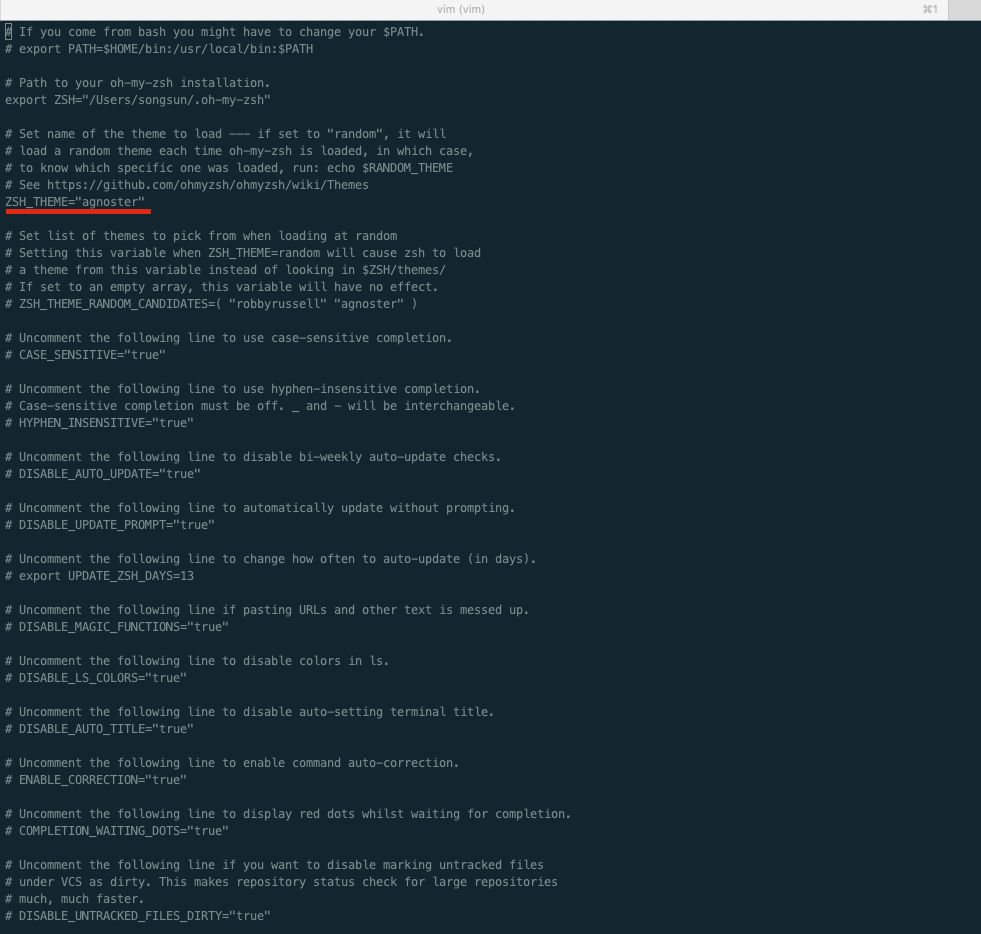 vim (vim)
⌘1
# If you come from bash you might have to change your $PATH.
# export PATH=$HOME/bin:/usr/local/bin:$PATH
# Path to your oh-my-zsh installation.
export ZSH="/Users/songsun/.oh-my-zsh"
# Set name of the theme to load --- if set to "random", it will
# load a random theme each time oh-my-zsh is loaded, in which case,
# to know which specific one was loaded, run: echo $RANDOM_THEME
# See https://github.com/ohmyzsh/ohmyzsh/wiki/Themes
ZSH_THEME="agnoster"
# Set list of themes to pick from when loading at random
# Setting this variable when ZSH_THEME=random will cause zsh to load
# a theme from this variable instead of looking in $ZSH/themes/
# If set to an empty array, this variable will have no effect.
# ZSH_THEME_RANDOM_CANDIDATES=( "robbyrussell" "agnoster" )
# Uncomment the following line to use case-sensitive completion.
# CASE_SENSITIVE="true"
# Uncomment the following line to use hyphen-insensitive completion.
# Case-sensitive completion must be off. _ and - will be interchangeable.
# HYPHEN_INSENSITIVE="true"
# Uncomment the following line to disable bi-weekly auto-update checks.
# DISABLE_AUTO_UPDATE="true"
# Uncomment the following line to automatically update without prompting.
# DISABLE_UPDATE_PROMPT="true"
# Uncomment the following line to change how often to auto-update (in days).
# export UPDATE_ZSH_DAYS=13
# Uncomment the following line if pasting URLs and other text is messed up.
# DISABLE_MAGIC_FUNCTIONS="true"
# Uncomment the following line to disable colors in ls.
# DISABLE_LS_COLORS="true"
# Uncomment the following line to disable auto-setting terminal title.
# DISABLE_AUTO_TITLE="true"
# Uncomment the following line to enable command auto-correction.
# ENABLE_CORRECTION="true"
# Uncomment the following line to display red dots whilst waiting for completion.
# COMPLETION_WAITING_DOTS="true"
# Uncomment the following line if you want to disable marking untracked files
# under VCS as dirty. This makes repository status check for large repositories
# much, much faster.
# DISABLE_UNTRACKED_FILES_DIRTY="true"